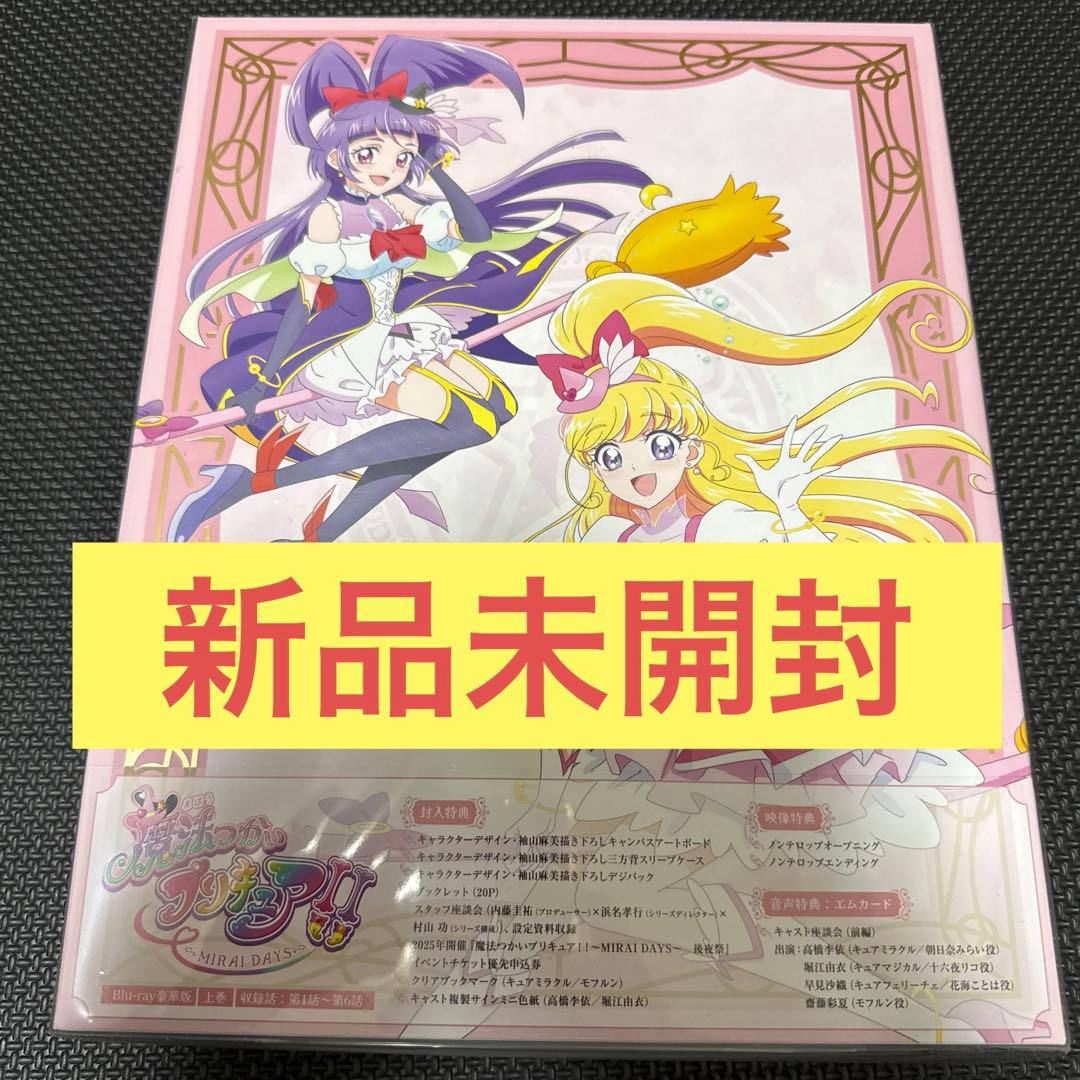 新品未開封
まほう
魔法つかい
プリキュア!!
~MIRAI DAYS~
Blu-ray豪華版 | 上巻 | 収録話：第1話～第6話
封入特典
キャラクターデザイン・袖山麻美描き下ろしキャンバスアートボード
キャラクターデザイン・袖山麻美描き下ろし三方背スリーブケース
キャラクターデザイン・袖山麻美描き下ろしデジパック
ブックレット（20P）
スタッフ座談会（内藤圭祐（プロデューサー）×浜名孝行（シリーズディレクター）×
村山 功（シリーズ構成））、設定資料収録
2025年開催『魔法つかいプリキュア！！～MIRAI DAYS～　後夜祭』
イベントチケット優先申込券
クリアブックマーク（キュアミラクル／モフルン）
キャスト複製サインミニ色紙（高橋李依／堀江由衣）
映像特典
ノンテロップオープニング
ノンテロップエンディング
音声特典：エムカード
キャスト座談会（前編）
出演：高橋李依（キュアミラクル／朝日奈みらい役）
堀江由衣（キュアマジカル／十六夜リコ役）
早見沙織（キュアフェリーチェ／花海ことは役）
齋藤彩夏（モフルン役）